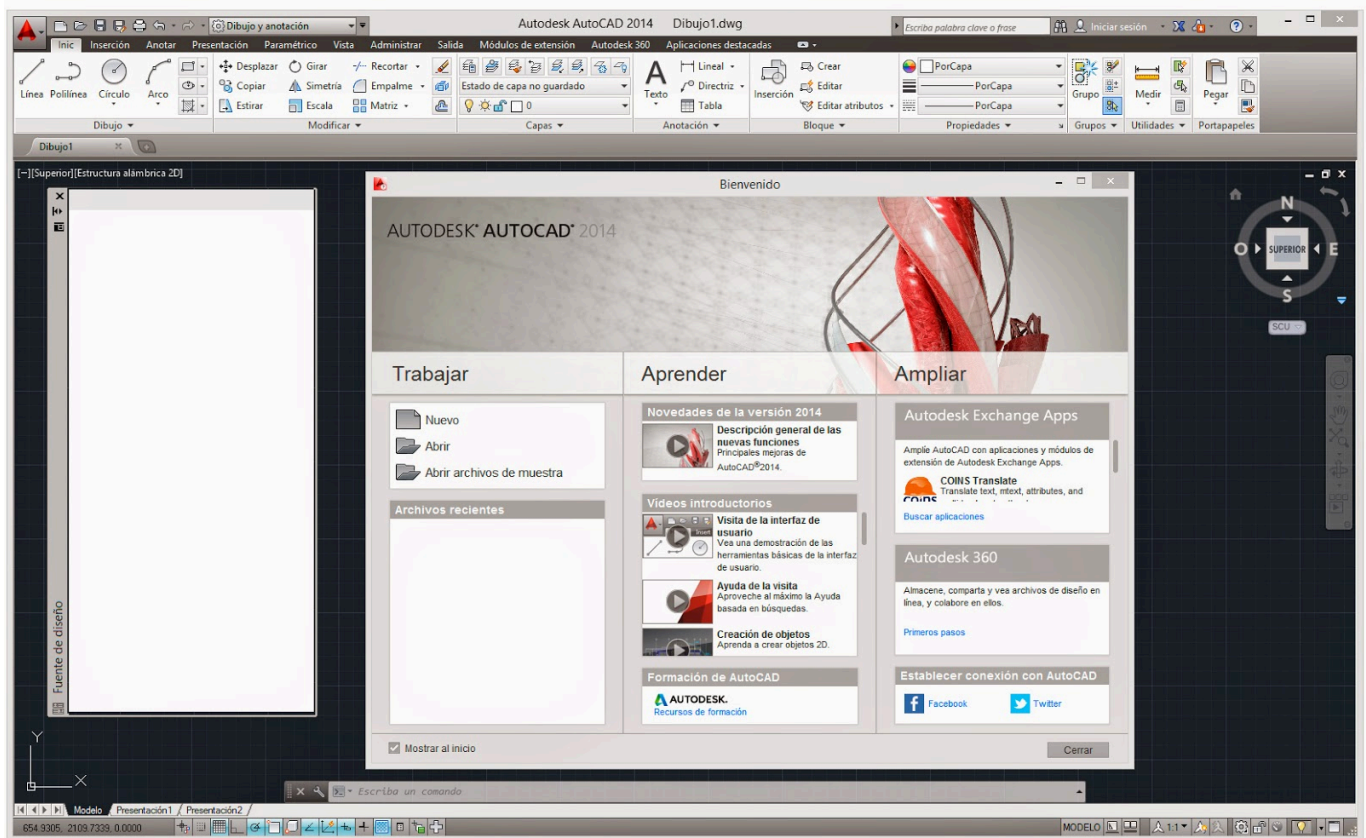 Dibujo y anotación
Autodesk AutoCAD 2014 Dibujo1.dwg
Escriba palabra clave o frase
Iniciar sesión
Inic Inserción Anotar Presentación Paramétrico Vista Administrar Salida Módulos de extensión Autodesk 360 Aplicaciones destacadas
Desplazar Girar Recortar Lineal Crear PorCapa
Copiar Simetría Empalme Estado de capa no guardado Directriz Editar PorCapa
Línea Polilínea Círculo Arco Texto Inserción Grupo Medir Pegar
Estirar Escala Matriz 0 Tabla Editar atributos PorCapa
Dibujo Modificar Capas Anotación Bloque Propiedades Grupos Utilidades Portapapeles
Dibujo1
[−][Superior][Estructura alámbrica 2D]
Bienvenido
AUTODESK® AUTOCAD® 2014
N
O SUPERIOR E
S
SCU
Trabajar
Nuevo
Abrir
Abrir archivos de muestra
Archivos recientes
Aprender
Novedades de la versión 2014
Descripción general de las
nuevas funciones
Principales mejoras de
AutoCAD®2014.
Vídeos introductorios
Visita de la interfaz de
usuario
Vea una demostración de las
herramientas básicas de la interfaz
de usuario.
Ayuda de la visita
Aproveche al máximo la Ayuda
basada en búsquedas.
Creación de objetos
Aprenda a crear objetos 2D.
Formación de AutoCAD
AUTODESK.
Recursos de formación
Ampliar
Autodesk Exchange Apps
Amplíe AutoCAD con aplicaciones y módulos de
extensión de Autodesk Exchange Apps.
COINS Translate
Translate text, mtext, attributes, and
COINS
Buscar aplicaciones
Autodesk 360
Almacene, comparta y vea archivos de diseño en
línea, y colabore en ellos.
Primeros pasos
Establecer conexión con AutoCAD
Facebook Twitter
Mostrar al inicio
Cerrar
Fuente de diseño
Y
X
Escriba un comando
Modelo Presentación1 Presentación2
654.9305, 2109.7339, 0.0000
MODELO 1:1